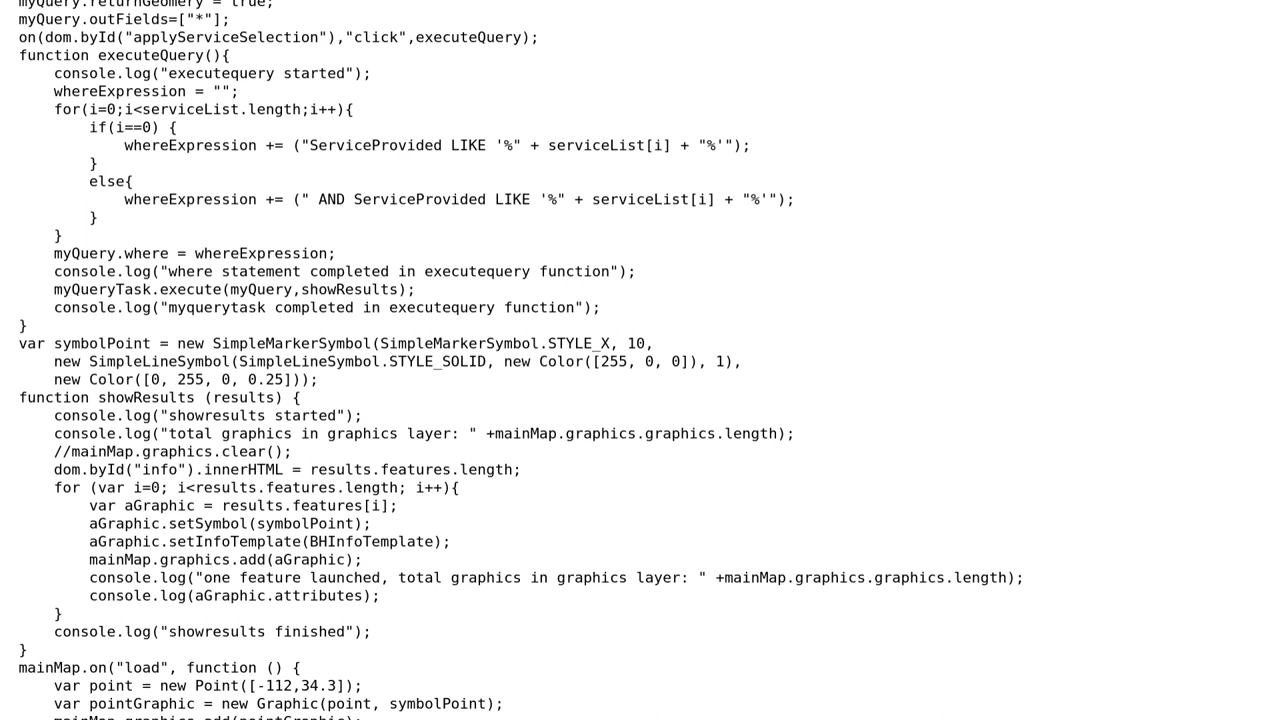 myQuery.returnGeomery = true;
myQuery.outFields=["*"];
on(dom.byId("applyServiceSelection"),"click",executeQuery);
function executeQuery(){
    console.log("executequery started");
    whereExpression = "";
    for(i=0;i<serviceList.length;i++){
        if(i==0) {
            whereExpression += ("ServiceProvided LIKE '%" + serviceList[i] + "%'");
        }
        else{
            whereExpression += (" AND ServiceProvided LIKE '%" + serviceList[i] + "%'");
        }
    }
    myQuery.where = whereExpression;
    console.log("where statement completed in executequery function");
    myQueryTask.execute(myQuery,showResults);
    console.log("myquerytask completed in executequery function");
}
var symbolPoint = new SimpleMarkerSymbol(SimpleMarkerSymbol.STYLE_X, 10,
    new SimpleLineSymbol(SimpleLineSymbol.STYLE_SOLID, new Color([255, 0, 0]), 1),
    new Color([0, 255, 0, 0.25]));
function showResults (results) {
    console.log("showresults started");
    console.log("total graphics in graphics layer: " +mainMap.graphics.graphics.length);
    //mainMap.graphics.clear();
    dom.byId("info").innerHTML = results.features.length;
    for (var i=0; i<results.features.length; i++){
        var aGraphic = results.features[i];
        aGraphic.setSymbol(symbolPoint);
        aGraphic.setInfoTemplate(BHInfoTemplate);
        mainMap.graphics.add(aGraphic);
        console.log("one feature launched, total graphics in graphics layer: " +mainMap.graphics.graphics.length);
        console.log(aGraphic.attributes);
    }
    console.log("showresults finished");
}
mainMap.on("load", function () {
    var point = new Point([-112,34.3]);
    var pointGraphic = new Graphic(point, symbolPoint);
    mainMap.graphics.add(pointGraphic);